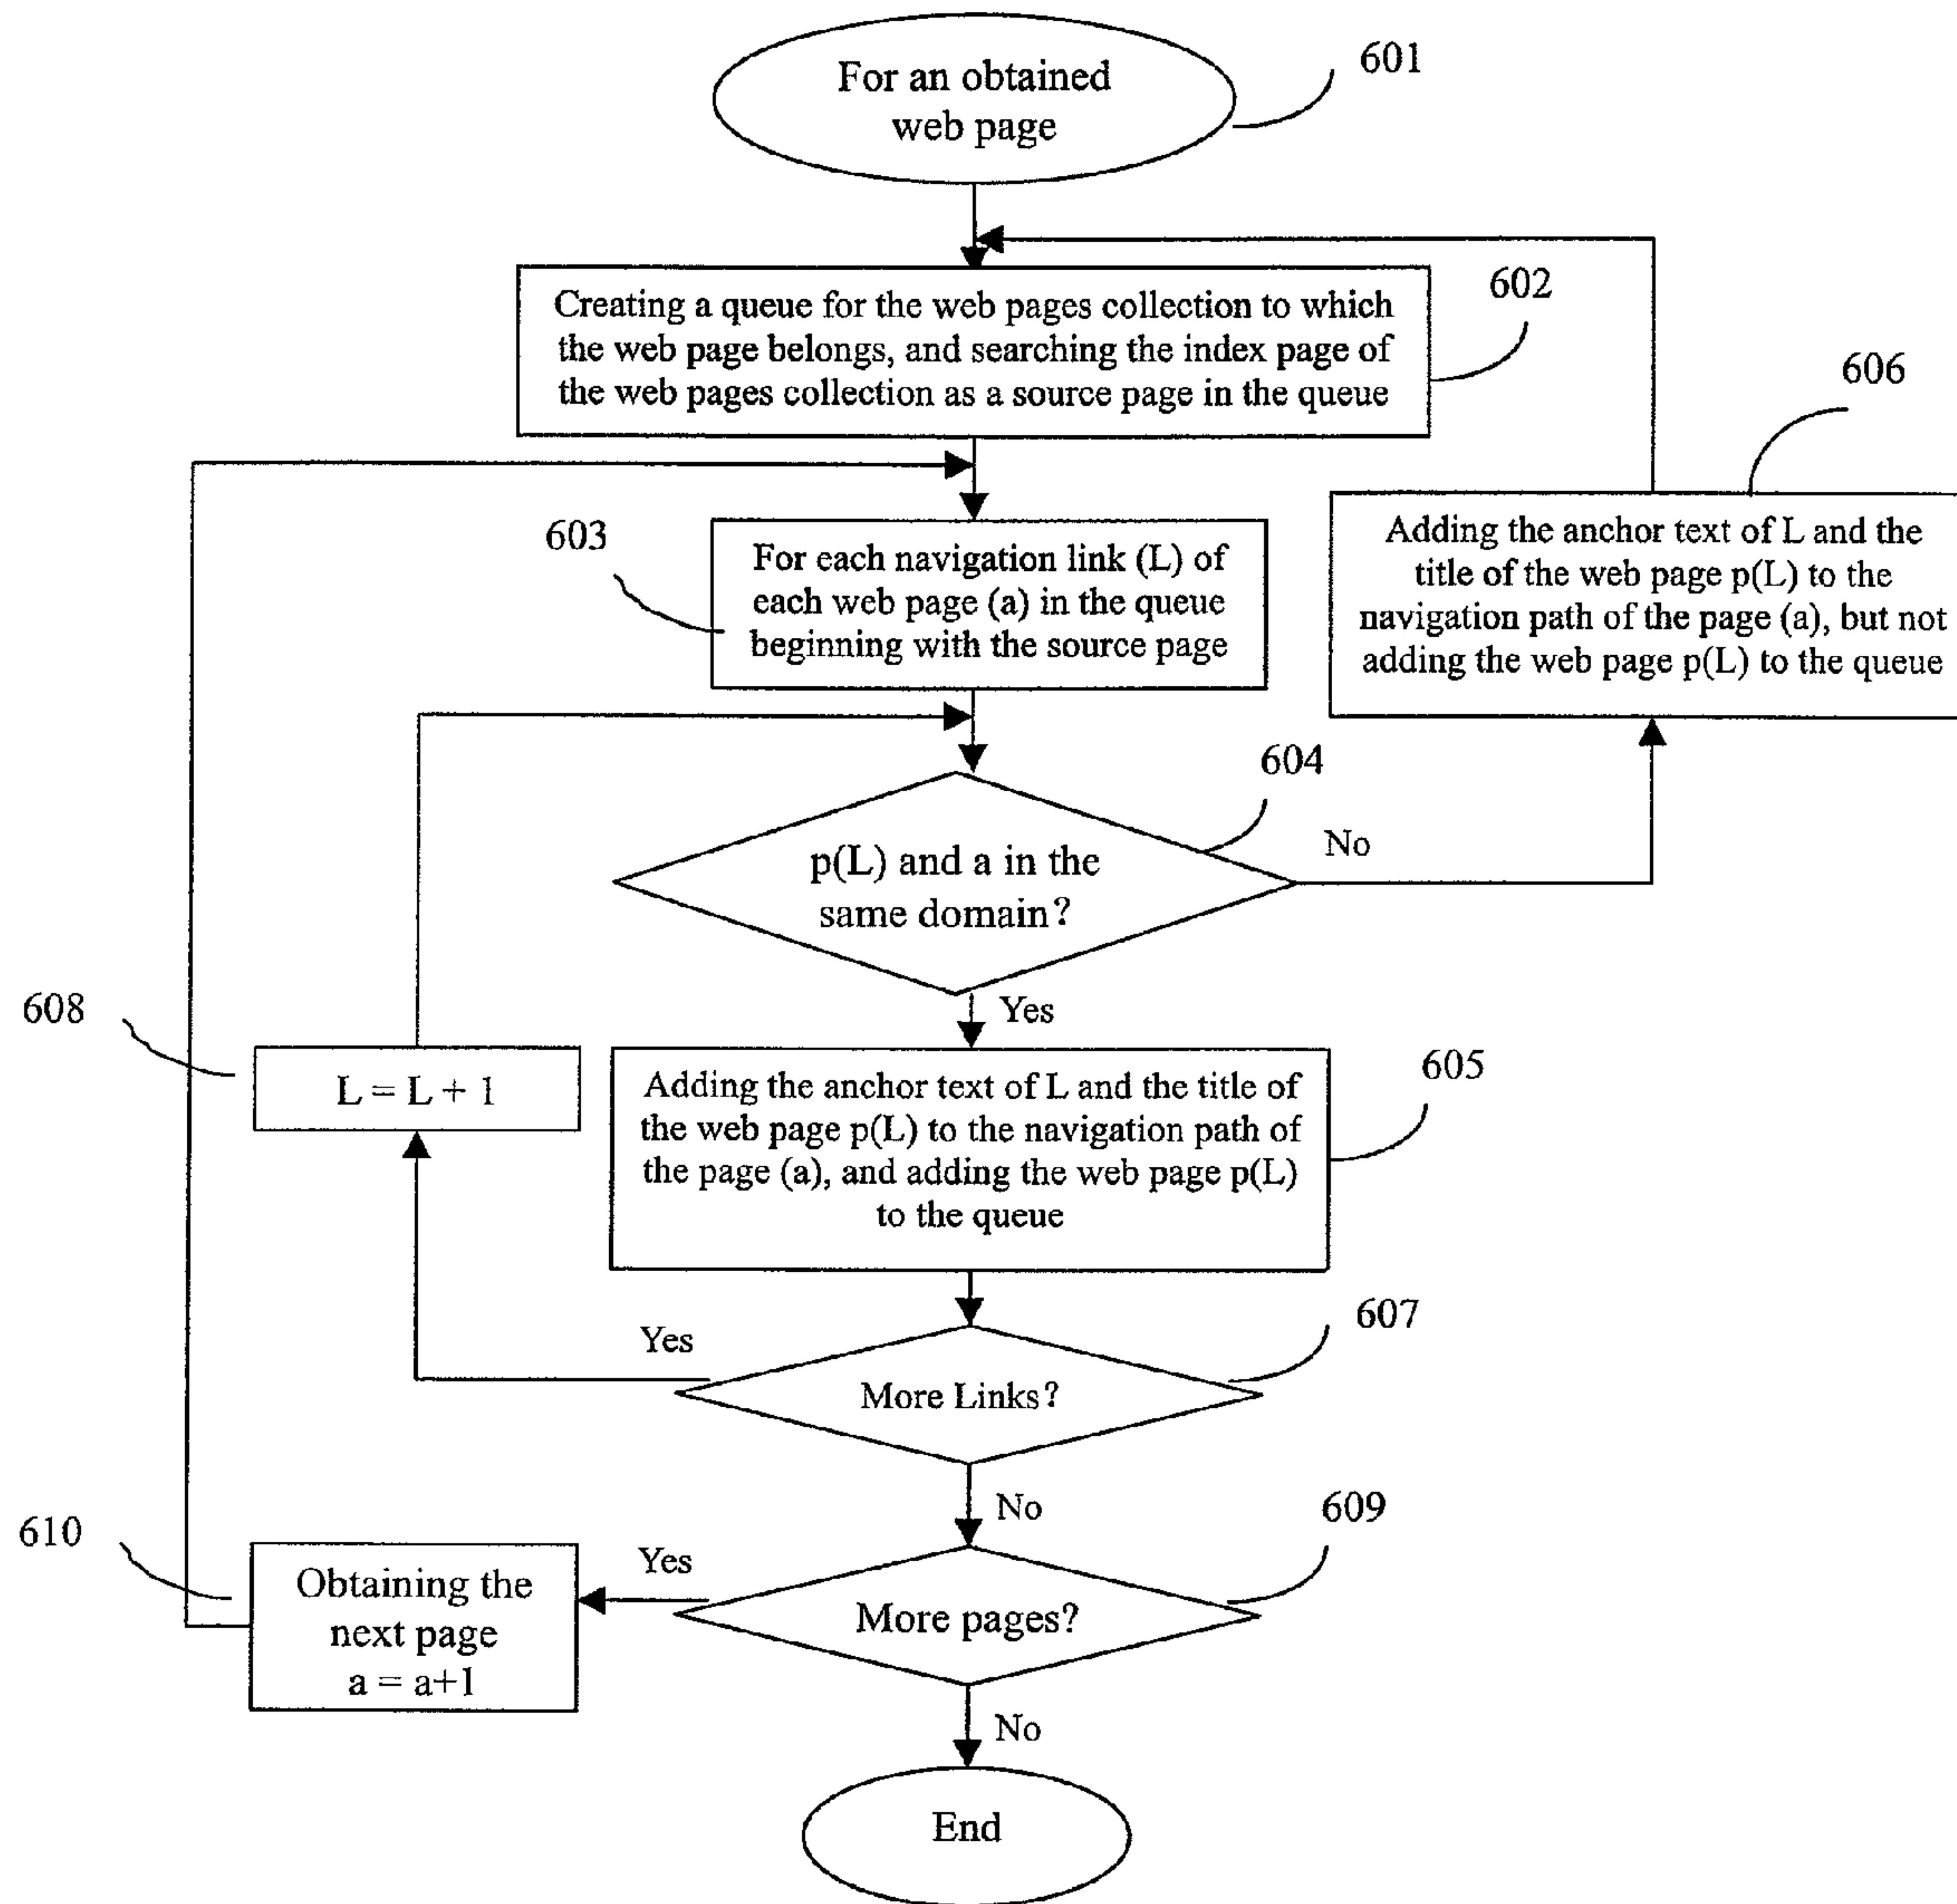 For an obtained
web page
601
Creating a queue for the web pages collection to which
the web page belongs, and searching the index page of
the web pages collection as a source page in the queue
602
606
Adding the anchor text of L and the
title of the web page p(L) to the
navigation path of the page (a), but not
adding the web page p(L) to the queue
603
For each navigation link (L) of
each web page (a) in the queue
beginning with the source page
604
p(L) and a in the
same domain?
No
Yes
608
L = L + 1
605
Adding the anchor text of L and the title of
the web page p(L) to the navigation path of
the page (a), and adding the web page p(L)
to the queue
607
Yes
More Links?
No
609
610
Obtaining the
next page
a = a+1
Yes
More pages?
No
End